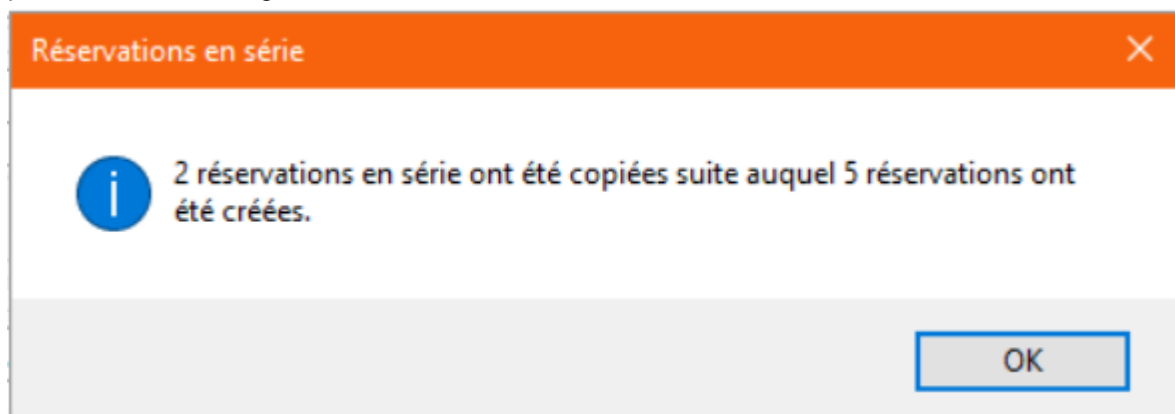 Réservations en série
2 réservations en série ont été copiées suite auquel 5 réservations ont
été créées.
OK